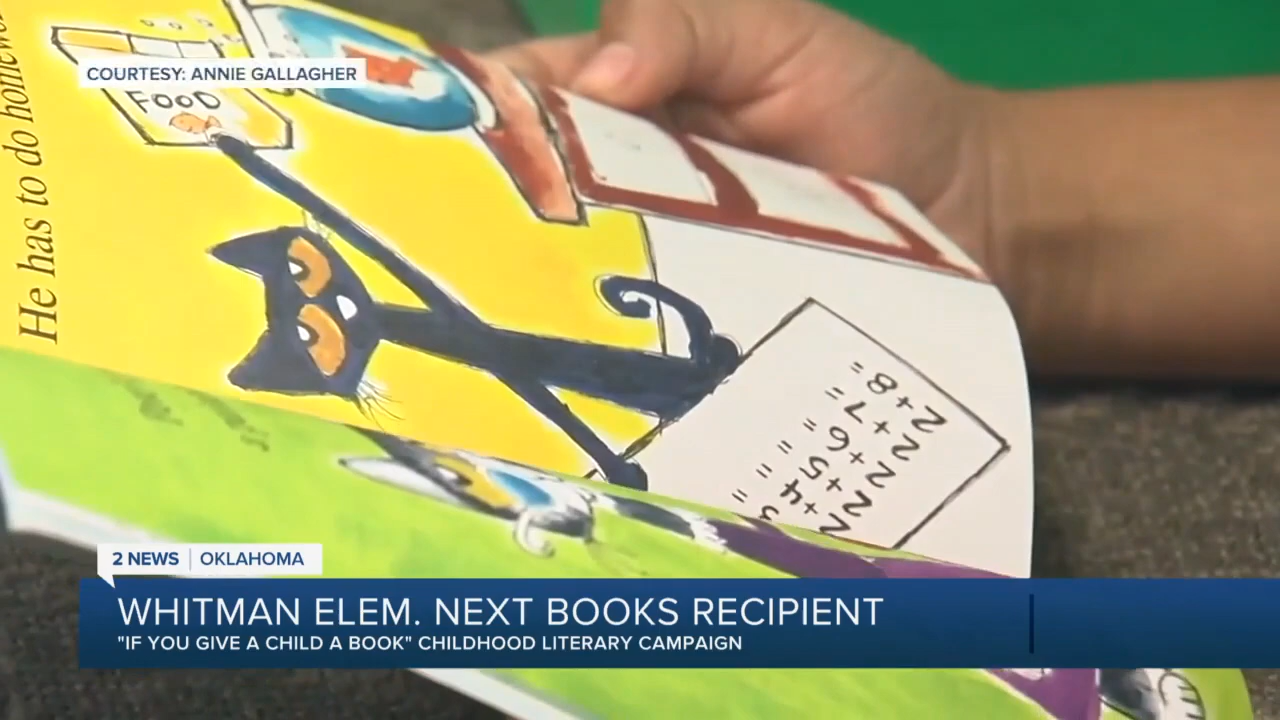 He has to do homewo
COURTESY: ANNIE GALLAGHER
FOOD
2+8=
2+7=
2+6=
2+5=
2+4=
2 NEWS | OKLAHOMA
WHITMAN ELEM. NEXT BOOKS RECIPIENT
"IF YOU GIVE A CHILD A BOOK" CHILDHOOD LITERARY CAMPAIGN